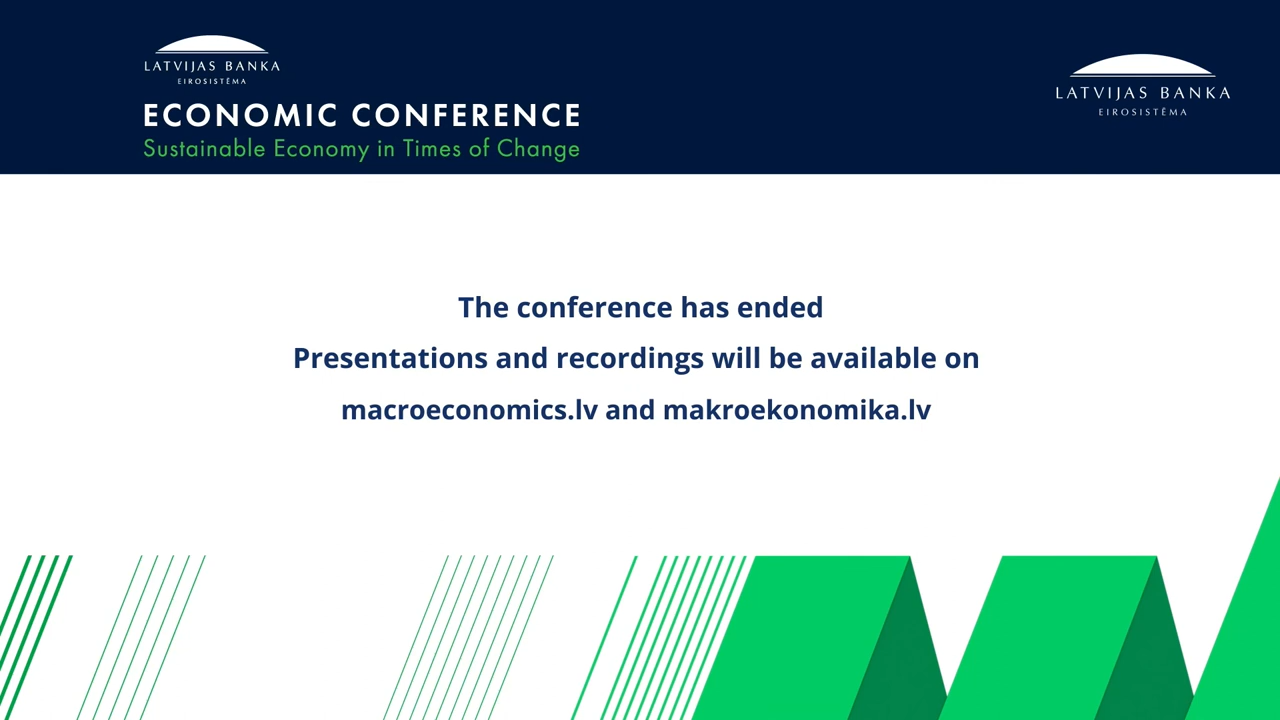 LATVIJAS BANKA
EIROSISTĒMA
ECONOMIC CONFERENCE
Sustainable Economy in Times of Change
LATVIJAS BANKA
EIROSISTĒMA
The conference has ended
Presentations and recordings will be available on
macroeconomics.lv and makroekonomika.lv